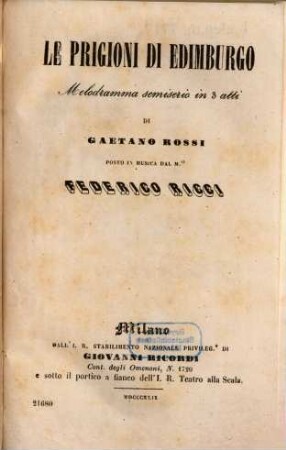 LE PRIGIONI DI EDIMBURGO
Melodramma semiserio in 3 atti
DI
GAETANO ROSSI
POSTO IN MUSICA DAL M.º
FEDERICO RICCI
Milano
DALL' I. R. STABILIMENTO NAZIONALE PRIVILEG.º DI
GIOVANNI RICORDI
Cont. degli Omenoni, N. 1720
e sotto il portico a fianco dell' I. R. Teatro alla Scala.
MDCCCXLIX
21680